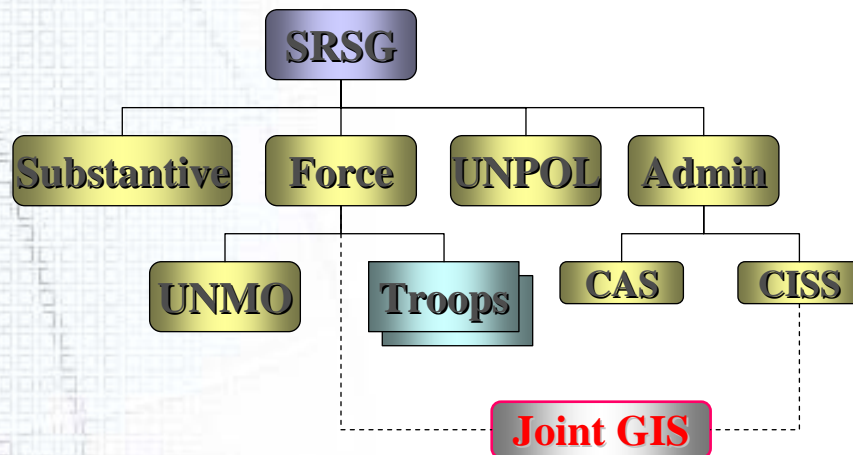 SRSG
Substantive
Force
UNPOL
Admin
UNMO
Troops
CAS
CISS
Joint GIS